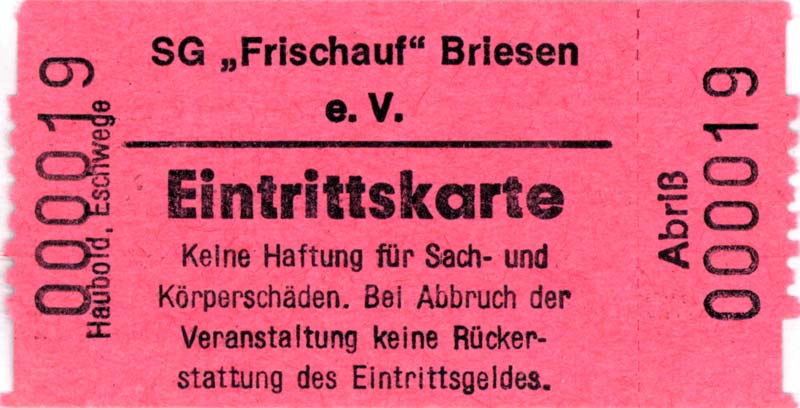 SG „Frischauf“ Briesen
e. V.
Eintrittskarte
Keine Haftung für Sach- und
Körperschäden. Bei Abbruch der
Veranstaltung keine Rücker-
stattung des Eintrittsgeldes.
000019
Haubold, Eschwege
Abriß
000019